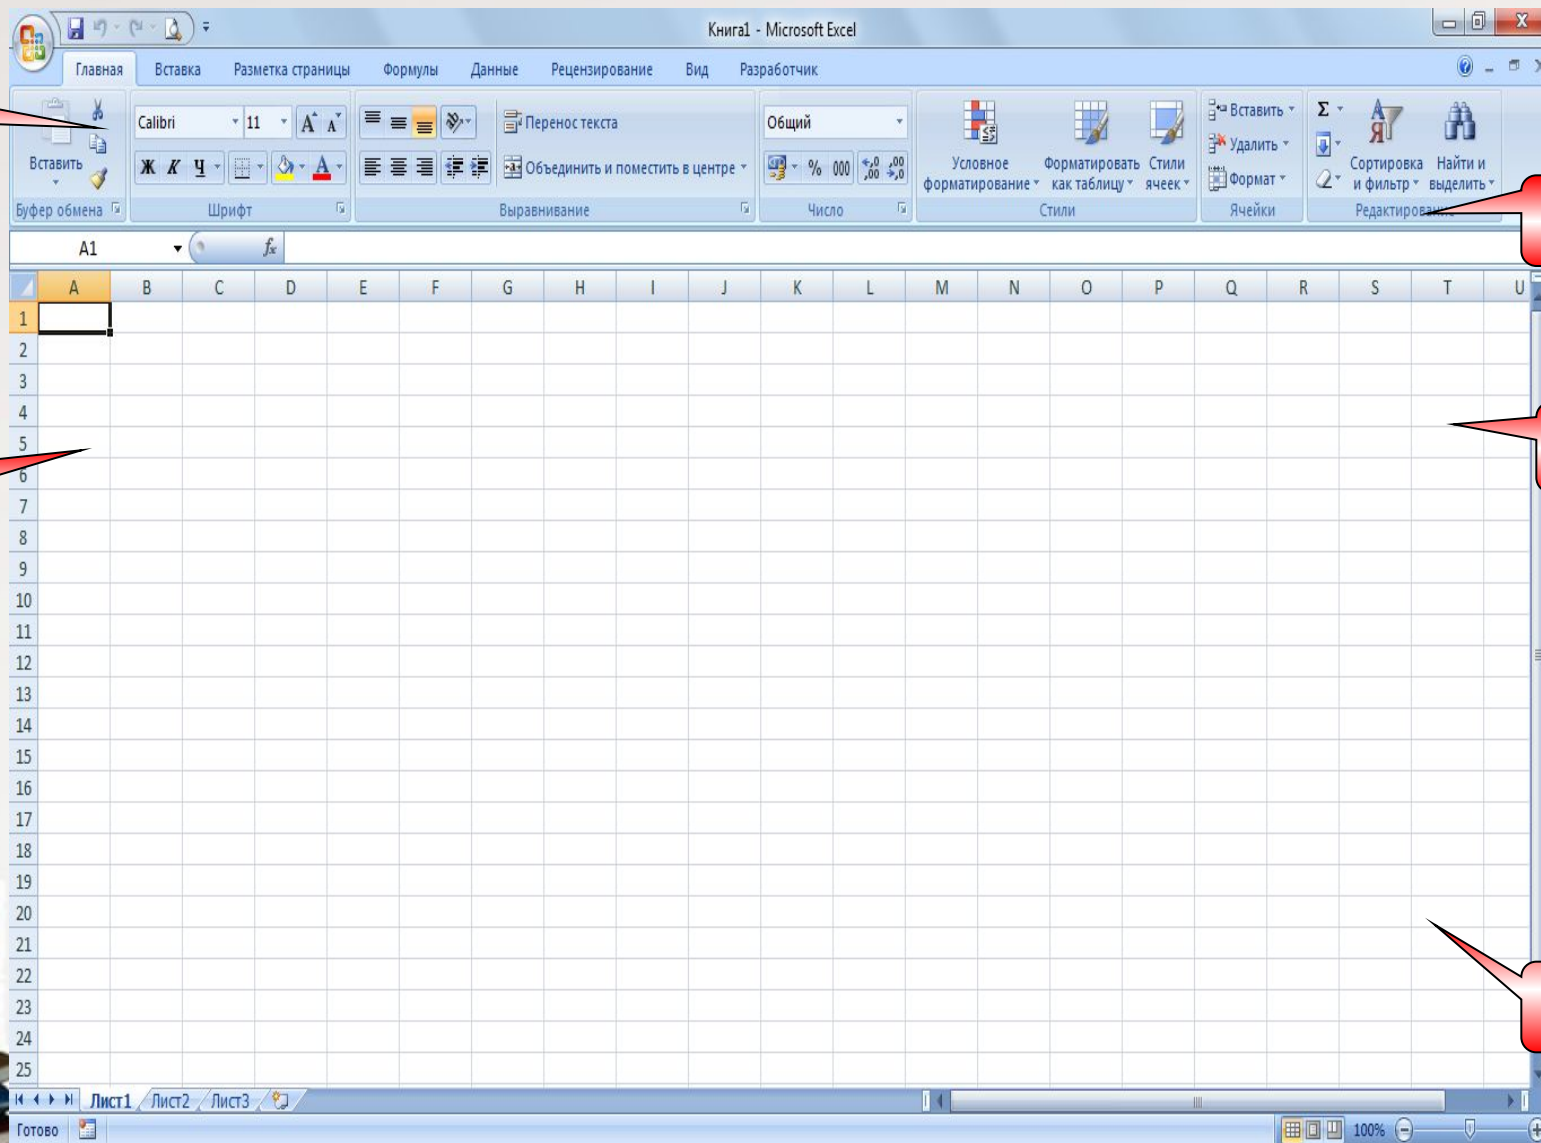 Книга1 - Microsoft Excel
Главная Вставка Разметка страницы Формулы Данные Рецензирование Вид Разработчик
Calibri 11 Перенос текста Общий Вставить Σ
Вставить Ж К Ч Объединить и поместить в центре % 000 Условное форматирование Форматировать как таблицу Стили ячеек Удалить Формат Сортировка и фильтр Найти и выделить
Буфер обмена Шрифт Выравнивание Число Стили Ячейки
A1 fx
A B C D E F G H I J K L M N O P Q R S T U
1
2
3
4
5
6
7
8
9
10
11
12
13
14
15
16
17
18
19
20
21
22
23
24
25
Лист1 Лист2 Лист3
Готово 100%